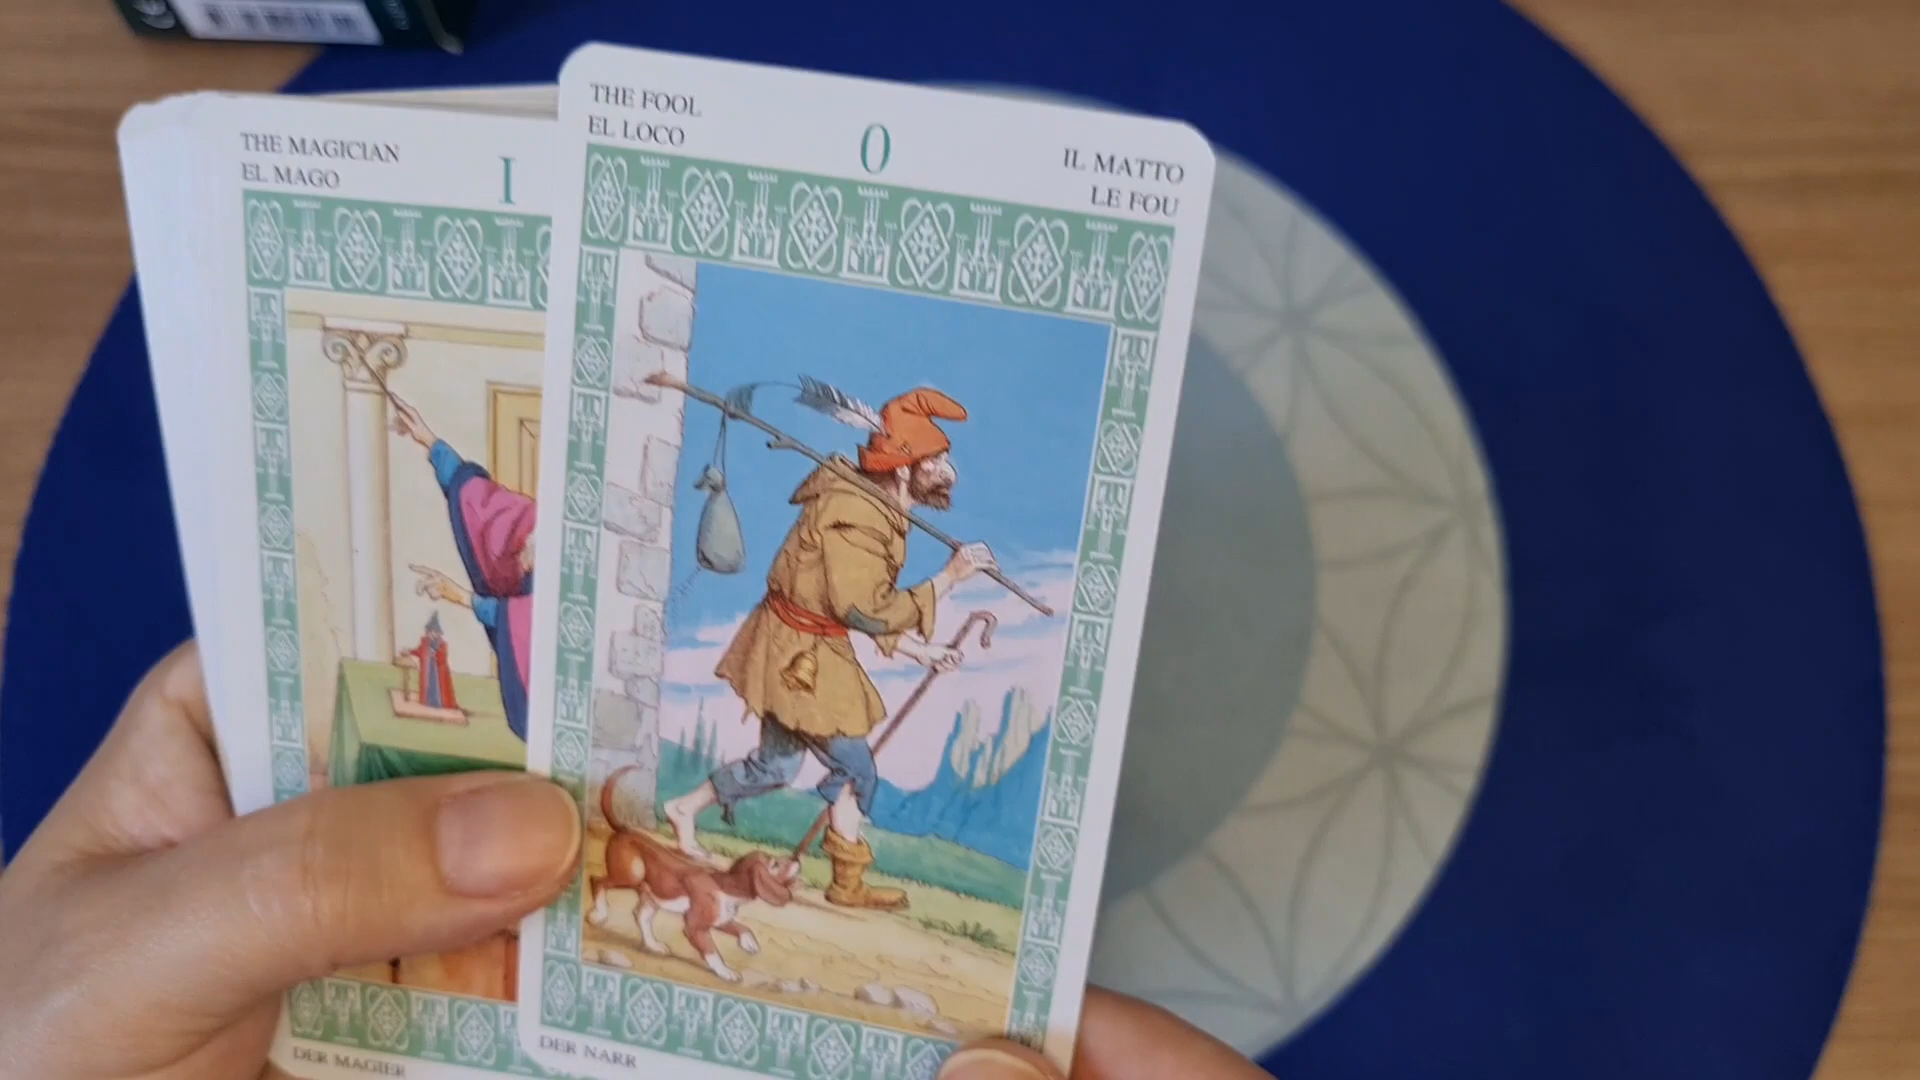 THE MAGICIAN
EL MAGO
I
DER MAGIER
THE FOOL
EL LOCO
0
IL MATTO
LE FOU
DER NARR